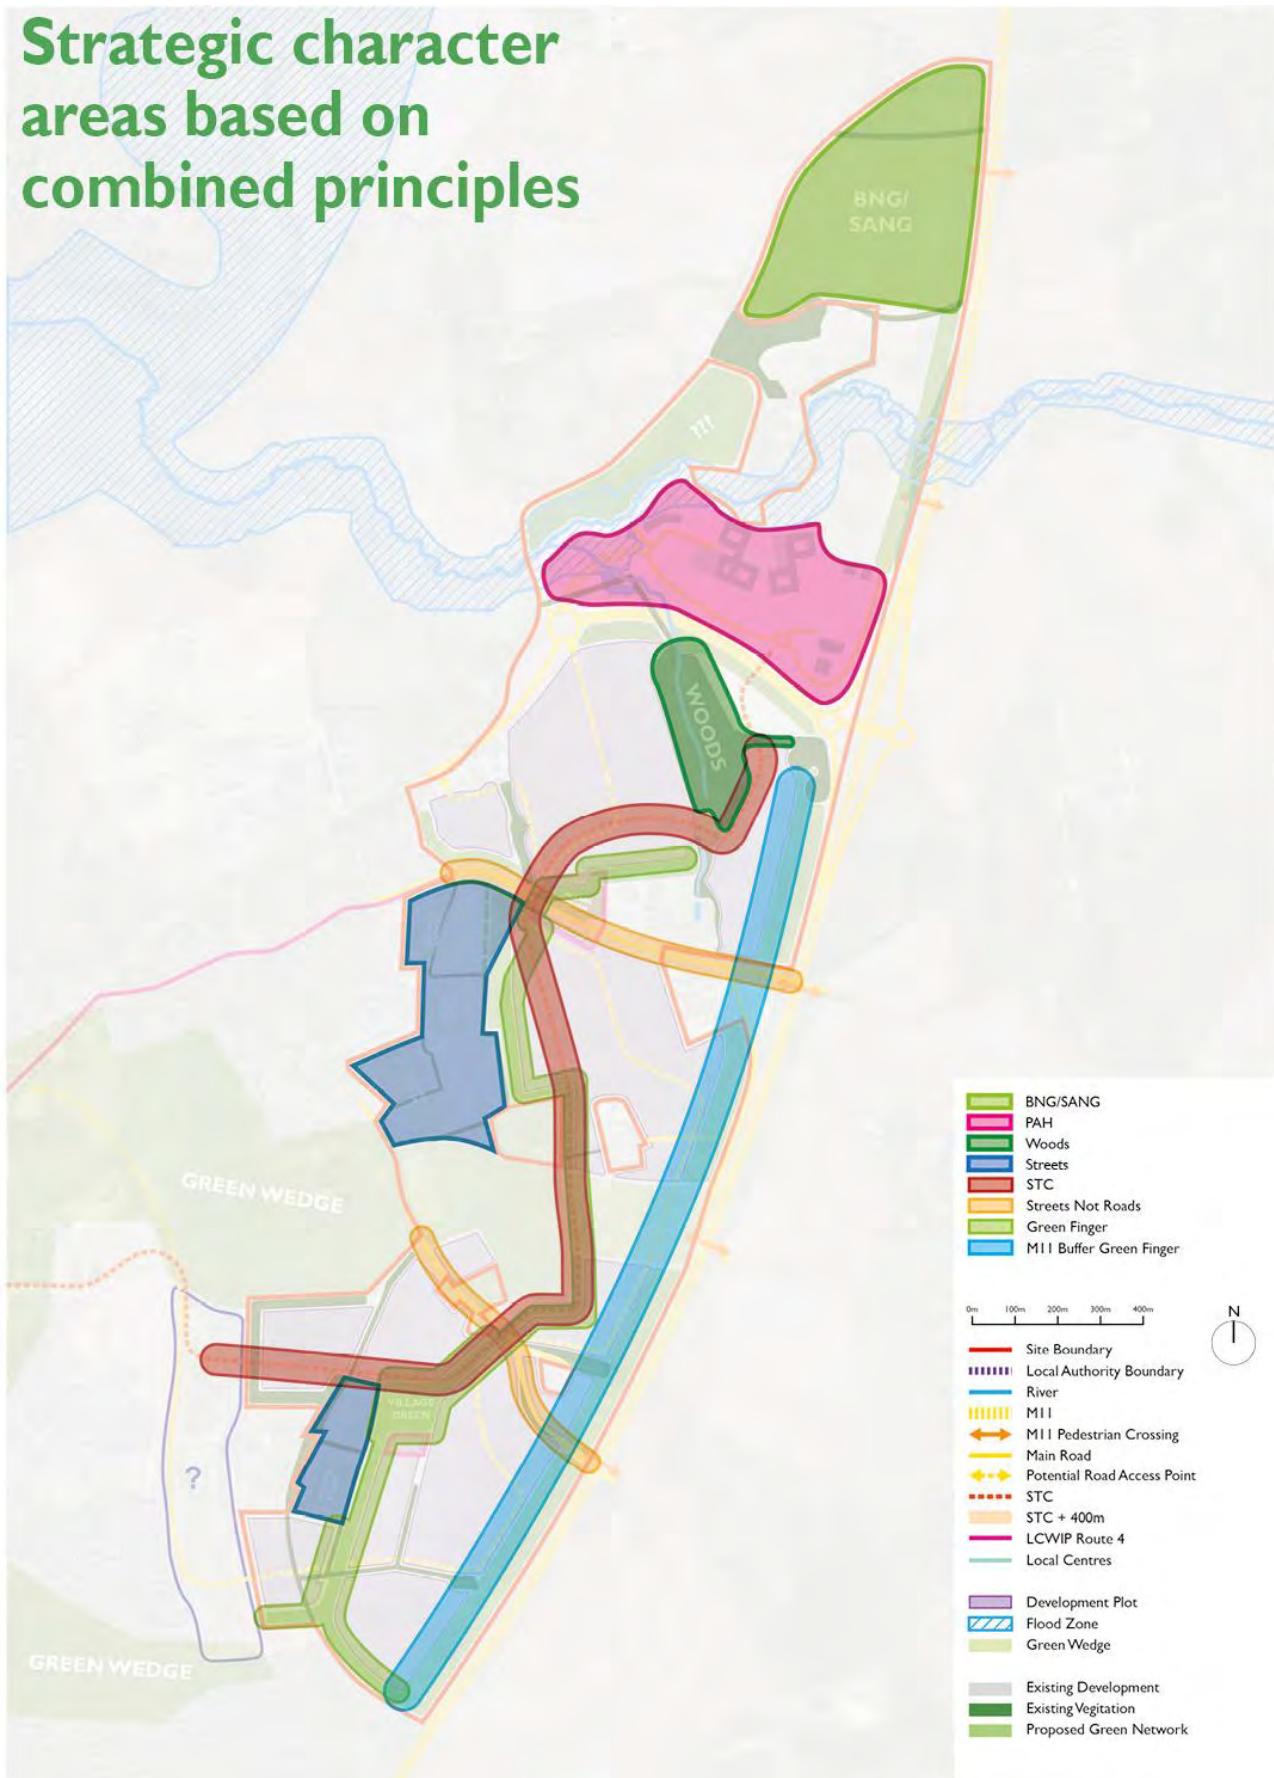 Strategic character
areas based on
combined principles
BNG/
SANG
???
WOODS
GREEN WEDGE
VILLAGE
GREEN
?
GREEN WEDGE
BNG/SANG
PAH
Woods
Streets
STC
Streets Not Roads
Green Finger
M11 Buffer Green Finger
0m 100m 200m 300m 400m
N
Site Boundary
Local Authority Boundary
River
M11
M11 Pedestrian Crossing
Main Road
Potential Road Access Point
STC
STC + 400m
LCWIP Route 4
Local Centres
Development Plot
Flood Zone
Green Wedge
Existing Development
Existing Vegitation
Proposed Green Network